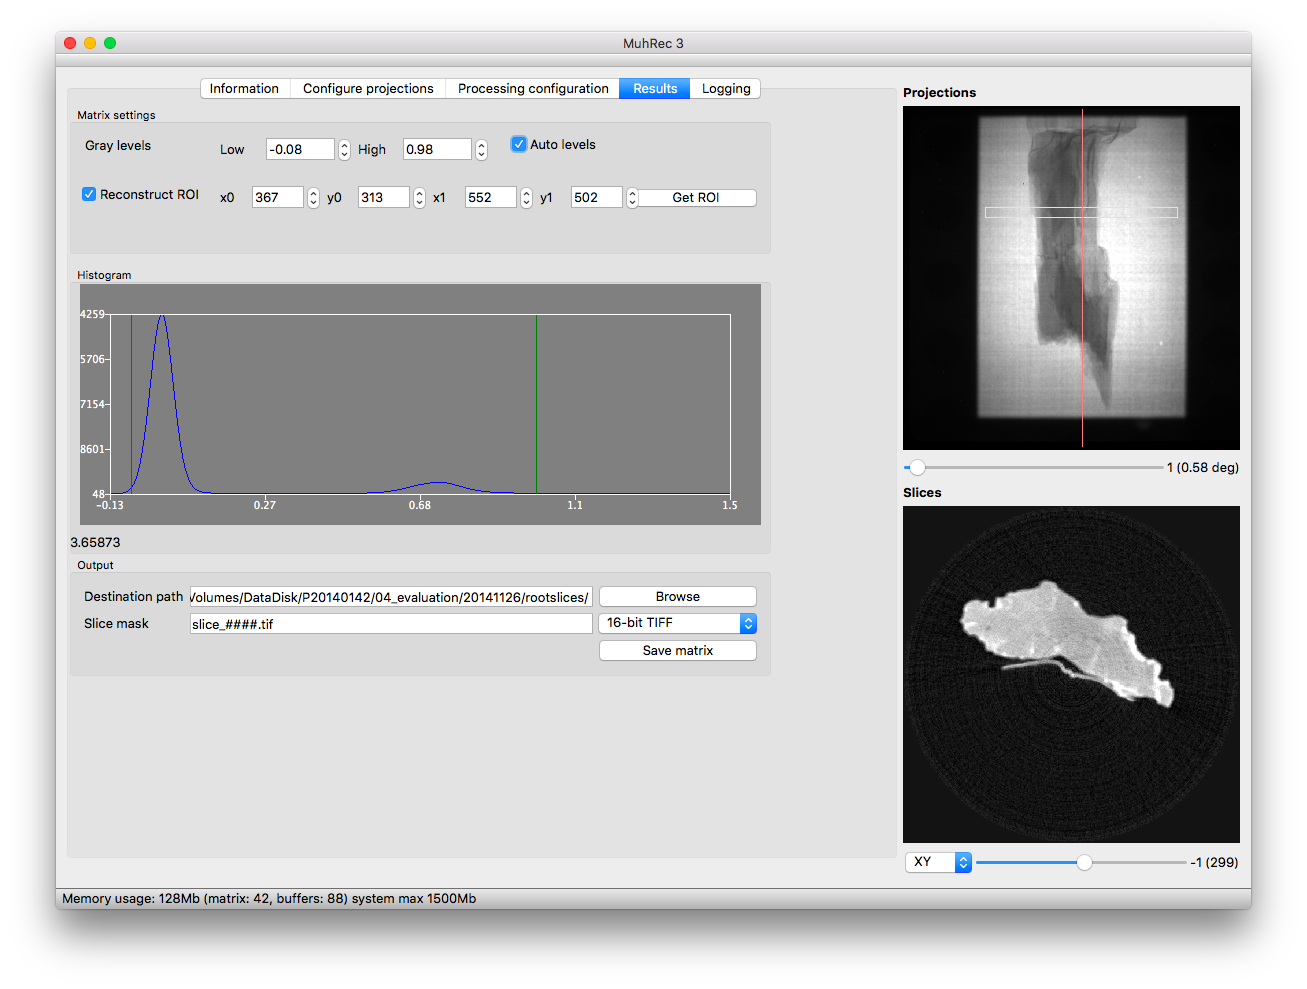 MuhRec 3
Information Configure projections Processing configuration Results Logging
Matrix settings
Gray levels Low -0.08 High 0.98 Auto levels
Reconstruct ROI x0 367 y0 313 x1 552 y1 502 Get ROI
Histogram
4259
5706
7154
8601
48
-0.13 0.27 0.68 1.1 1.5
3.65873
Output
Destination path /olumes/DataDisk/P20140142/04_evaluation/20141126/rootslices/ Browse
Slice mask slice_####.tif 16-bit TIFF
Save matrix
Projections
1 (0.58 deg)
Slices
XY -1 (299)
Memory usage: 128Mb (matrix: 42, buffers: 88) system max 1500Mb